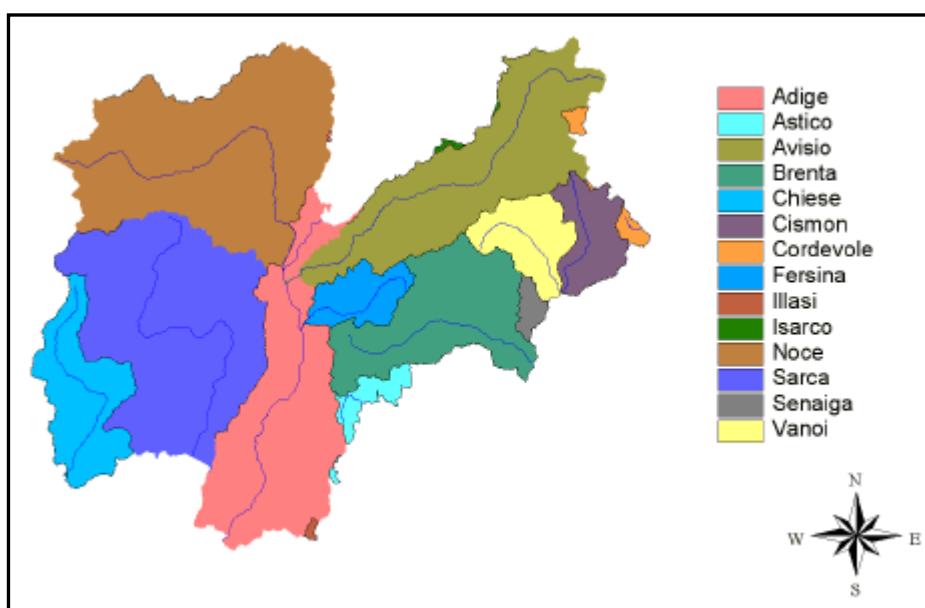 Adige
Astico
Avisio
Brenta
Chiese
Cismon
Cordevole
Fersina
Illasi
Isarco
Noce
Sarca
Senaiga
Vanoi
N
W E
S